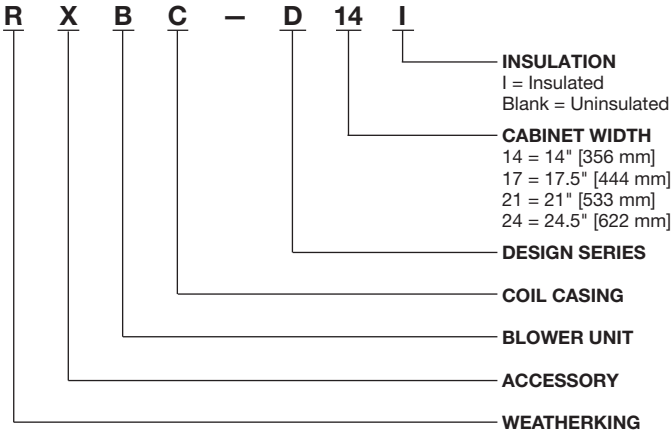 R X B C — D 14 I
INSULATION
I = Insulated
Blank = Uninsulated
CABINET WIDTH
14 = 14" [356 mm]
17 = 17.5" [444 mm]
21 = 21" [533 mm]
24 = 24.5" [622 mm]
DESIGN SERIES
COIL CASING
BLOWER UNIT
ACCESSORY
WEATHERKING